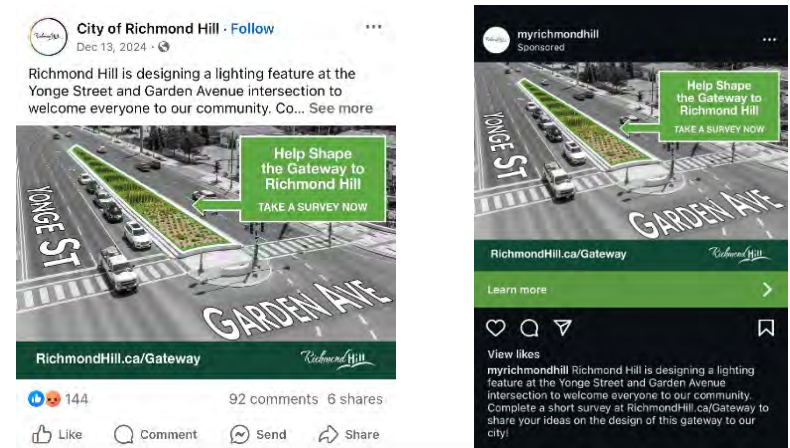 City of Richmond Hill · Follow
Dec 13, 2024 ·
Richmond Hill is designing a lighting feature at the
Yonge Street and Garden Avenue intersection to
welcome everyone to our community. Co... See more
Help Shape
the Gateway to
Richmond Hill
TAKE A SURVEY NOW
YONGE ST
GARDEN AVE
RichmondHill.ca/Gateway
Richmond Hill
144
92 comments 6 shares
Like Comment Send Share
myrichmondhill
Sponsored
Help Shape
the Gateway to
Richmond Hill
TAKE A SURVEY NOW
YONGE ST
GARDEN AVE
RichmondHill.ca/Gateway
Richmond Hill
Learn more
View likes
myrichmondhill Richmond Hill is designing a lighting
feature at the Yonge Street and Garden Avenue
intersection to welcome everyone to our community.
Complete a short survey at RichmondHill.ca/Gateway to
share your ideas on the design of this gateway to our
city!